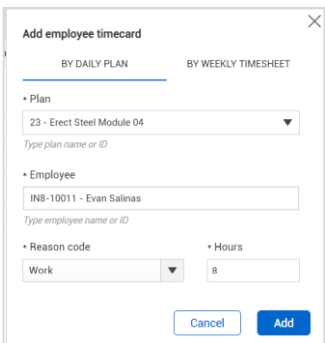 Add employee timecard
BY DAILY PLAN BY WEEKLY TIMESHEET
* Plan
23 - Erect Steel Module 04
Type plan name or ID
* Employee
IN8-10011 - Evan Salinas
Type employee name or ID
* Reason code * Hours
Work 8
Cancel Add